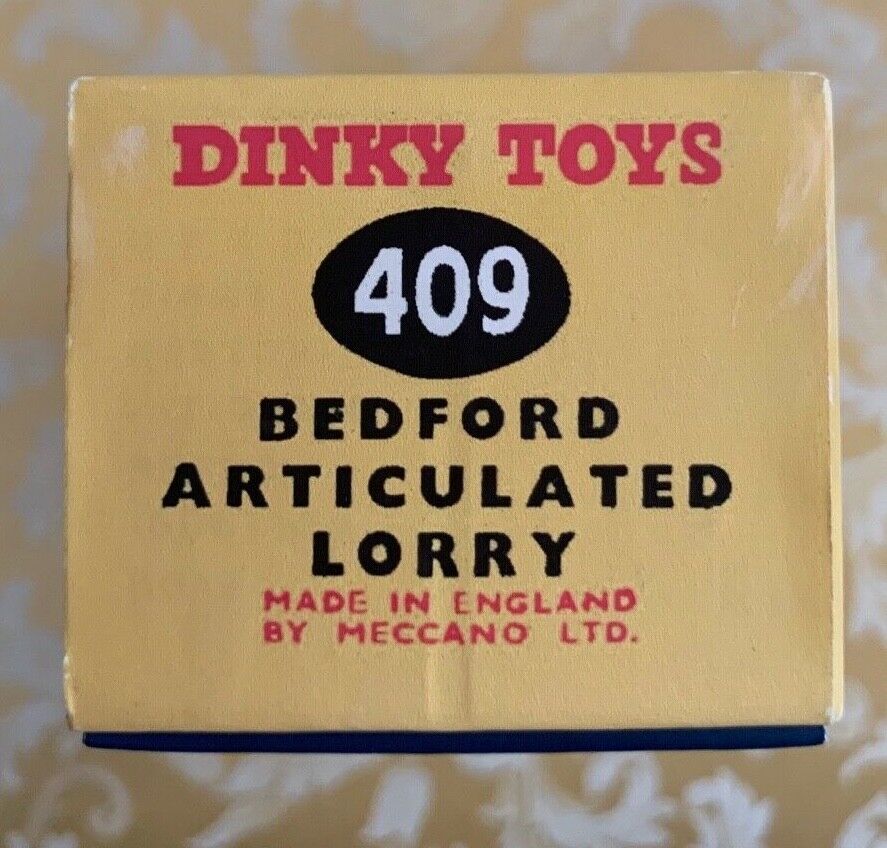 DINKY TOYS
409
BEDFORD
ARTICULATED
LORRY
MADE IN ENGLAND
BY MECCANO LTD.